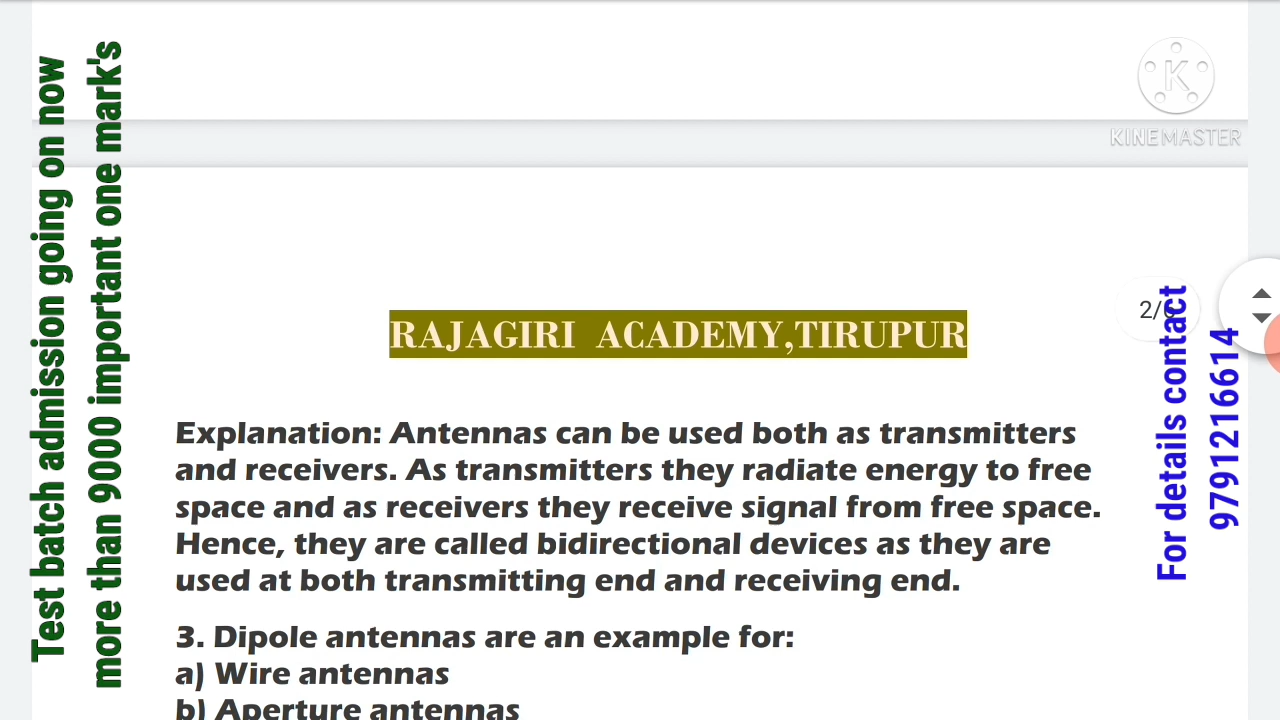 Test batch admission going on now
more than 9000 important one mark's
K
KINEMASTER
RAJAGIRI ACADEMY,TIRUPUR
2/6
For details contact
9791216614
Explanation: Antennas can be used both as transmitters
and receivers. As transmitters they radiate energy to free
space and as receivers they receive signal from free space.
Hence, they are called bidirectional devices as they are
used at both transmitting end and receiving end.
3. Dipole antennas are an example for:
a) Wire antennas
b) Aperture antennas